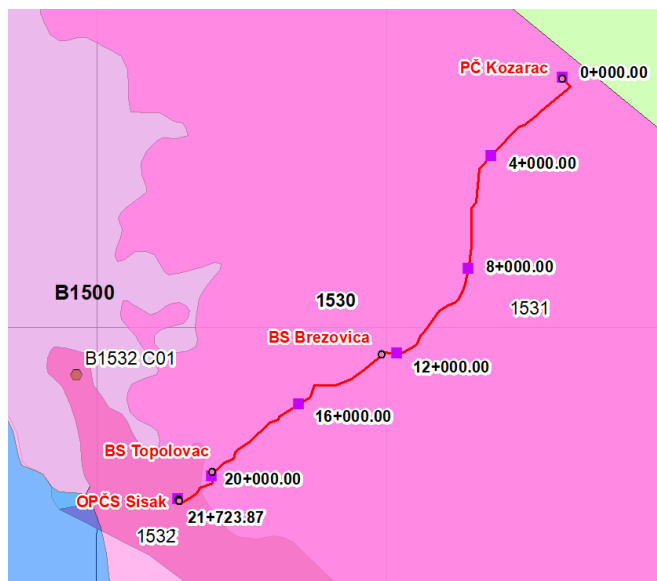 PČ Kozarac
0+000.00
4+000.00
8+000.00
B1500
1530
1531
BS Brezovica
B1532 C01
12+000.00
16+000.00
BS Topolovac
20+000.00
OPČS Sisak
21+723.87
1532